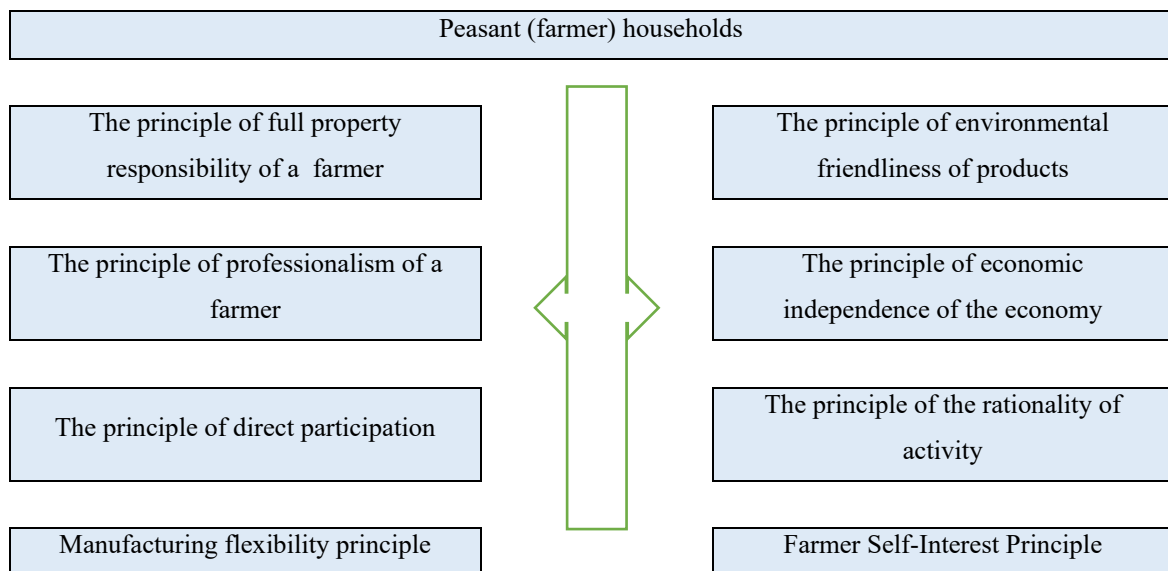 Peasant (farmer) households
The principle of full property
responsibility of a farmer
The principle of environmental
friendliness of products
The principle of professionalism of a
farmer
The principle of economic
independence of the economy
The principle of direct participation
The principle of the rationality of
activity
Manufacturing flexibility principle
Farmer Self-Interest Principle